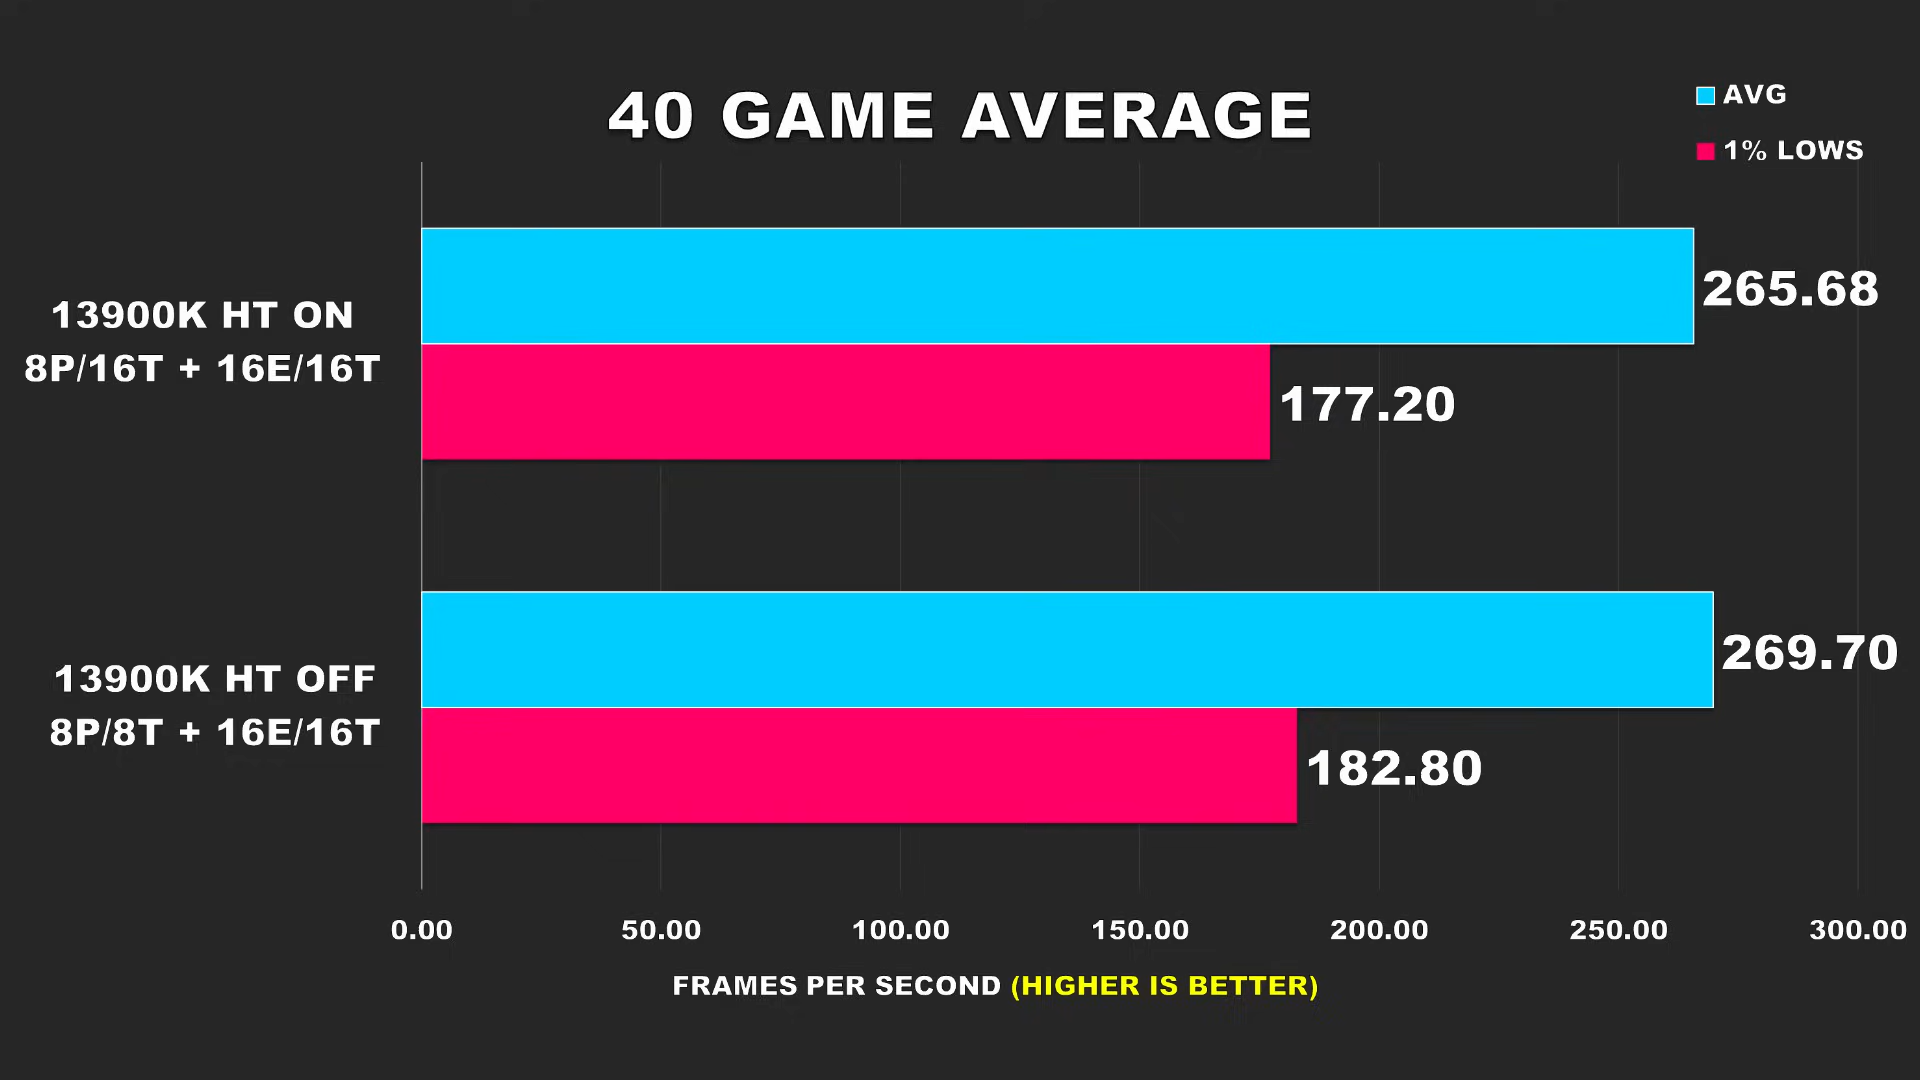 40 GAME AVERAGE
AVG
1% LOWS
13900K HT ON
8P/16T + 16E/16T
265.68
177.20
13900K HT OFF
8P/8T + 16E/16T
269.70
182.80
0.00 50.00 100.00 150.00 200.00 250.00 300.00
FRAMES PER SECOND (HIGHER IS BETTER)